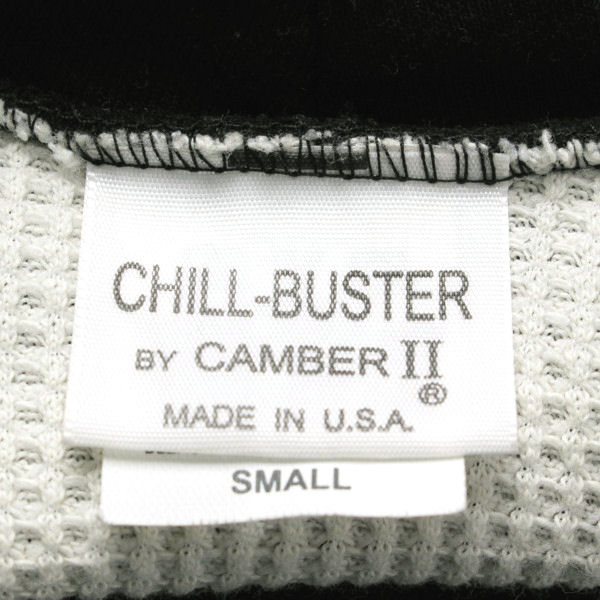 CHILL-BUSTER
BY CAMBER II®
MADE IN U.S.A.
SMALL